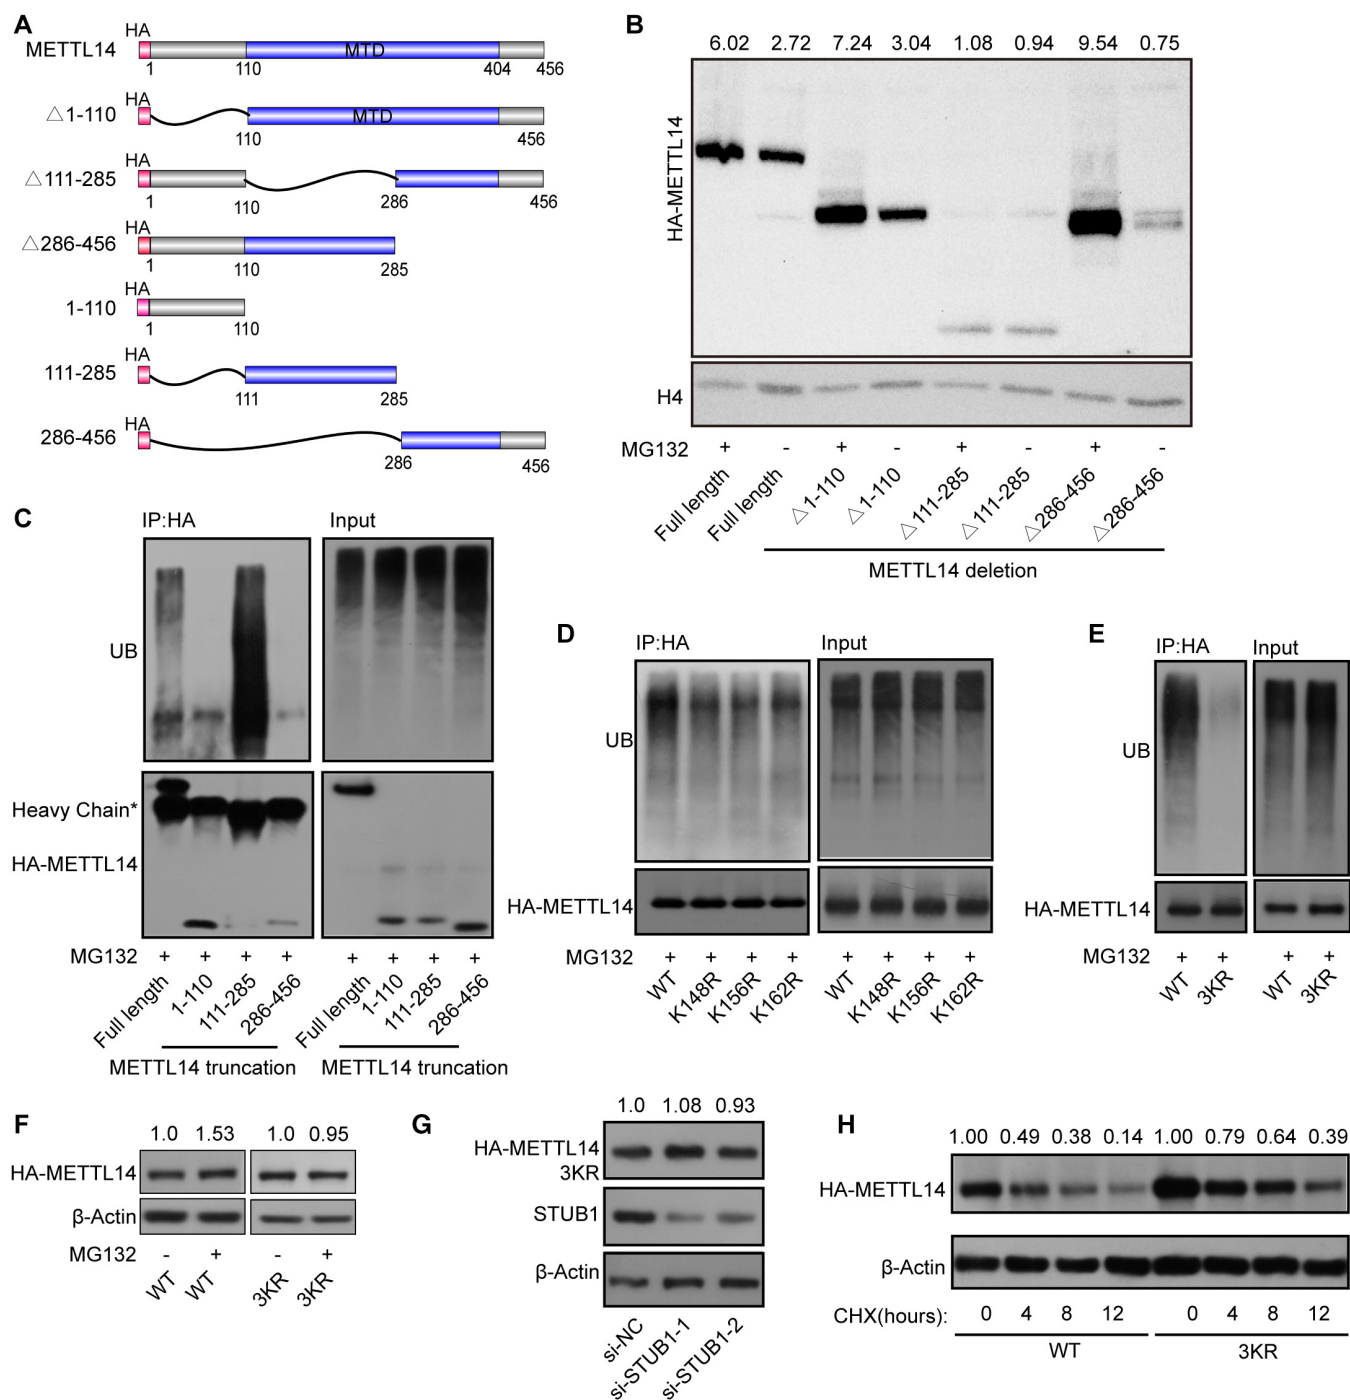 A
HA
METTL14 MTD
1 110 404 456
HA
△1-110 MTD
110 456
HA
△111-285
1 110 286 456
HA
△286-456
1 110 285
HA
1-110
1 110
HA
111-285
111 285
HA
286-456
286 456
B
6.02 2.72 7.24 3.04 1.08 0.94 9.54 0.75
HA-METTL14
H4
MG132 + - + - + - + -
Full length Full length △1-110 △1-110 △111-285 △111-285 △286-456 △286-456
METTL14 deletion
C
IP:HA Input
UB
Heavy Chain*
HA-METTL14
MG132 + + + + + + + +
Full length 1-110 111-285 286-456 Full length 1-110 111-285 286-456
METTL14 truncation METTL14 truncation
D
IP:HA Input
UB
HA-METTL14
MG132 + + + + + + + +
WT K148R K156R K162R WT K148R K156R K162R
E
IP:HA Input
UB
HA-METTL14
MG132 + + + +
WT 3KR WT 3KR
F
1.0 1.53 1.0 0.95
HA-METTL14
β-Actin
MG132 - + - +
WT WT 3KR 3KR
G
1.0 1.08 0.93
HA-METTL14
3KR
STUB1
β-Actin
si-NC si-STUB1-1 si-STUB1-2
H
1.00 0.49 0.38 0.14 1.00 0.79 0.64 0.39
HA-METTL14
β-Actin
CHX(hours): 0 4 8 12 0 4 8 12
WT 3KR